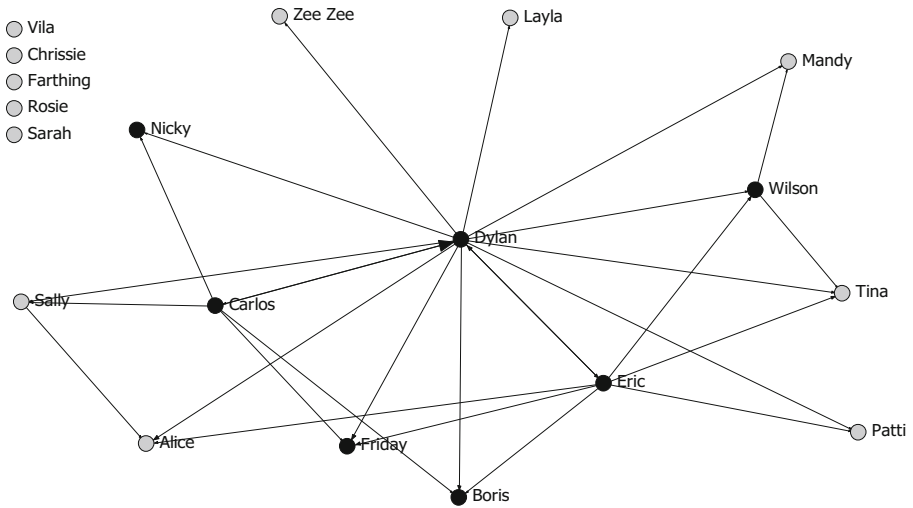 Zee Zee
Layla
Vila
Chrissie
Mandy
Farthing
Rosie
Nicky
Sarah
Wilson
Dylan
Tina
Sally
Carlos
Eric
Patti
Alice
Friday
Boris